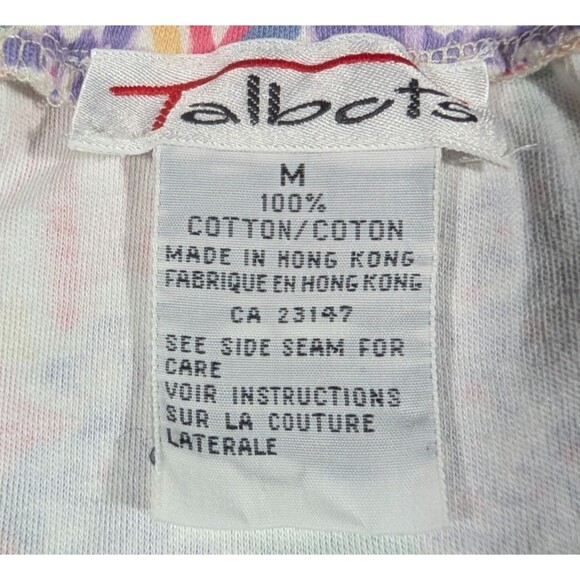 Talbots
M
100%
COTTON/COTON
MADE IN HONG KONG
FABRIQUE EN HONG KONG
CA 23147
SEE SIDE SEAM FOR
CARE
VOIR INSTRUCTIONS
SUR LA COUTURE
LATERALE